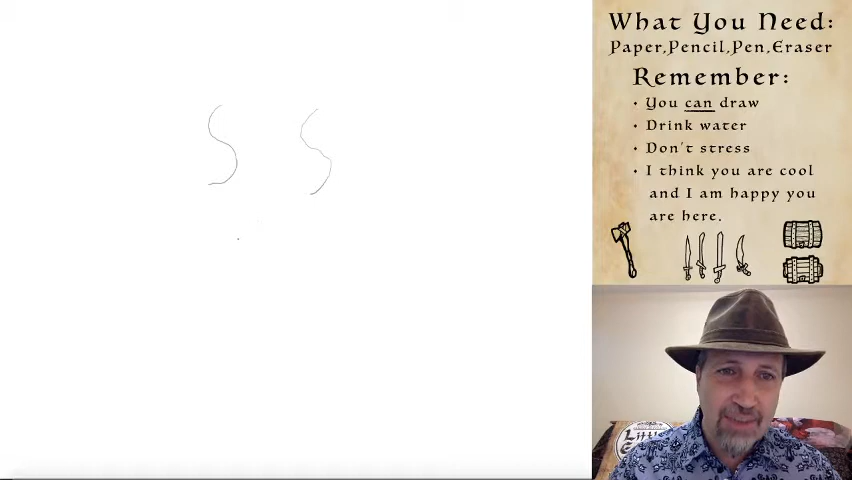 What You Need:
Paper,Pencil,Pen,Eraser
Remember:
• You can draw
• Drink water
• Don't stress
• I think you are cool
and I am happy you
are here.
S S